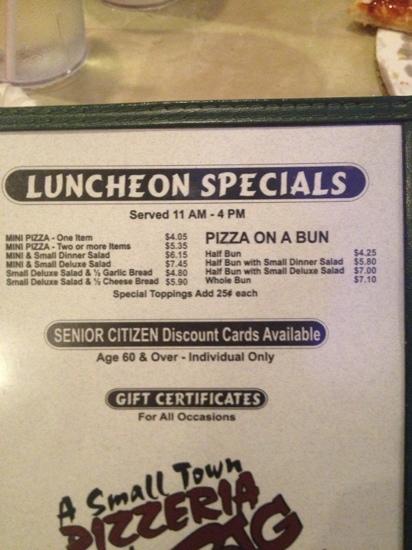 LUNCHEON SPECIALS
Served 11 AM - 4 PM
MINI PIZZA - One Item $4.05
MINI PIZZA - Two or more Items $5.35
MINI & Small Dinner Salad $6.15
MINI & Small Deluxe Salad $7.45
Small Deluxe Salad & ½ Garlic Bread $4.80
Small Deluxe Salad & ½ Cheese Bread $5.90
PIZZA ON A BUN
Half Bun $4.25
Half Bun with Small Dinner Salad $5.80
Half Bun with Small Deluxe Salad $7.00
Whole Bun $7.10
Special Toppings Add 25¢ each
SENIOR CITIZEN Discount Cards Available
Age 60 & Over - Individual Only
GIFT CERTIFICATES
For All Occasions
A Small Town
PIZZERIA